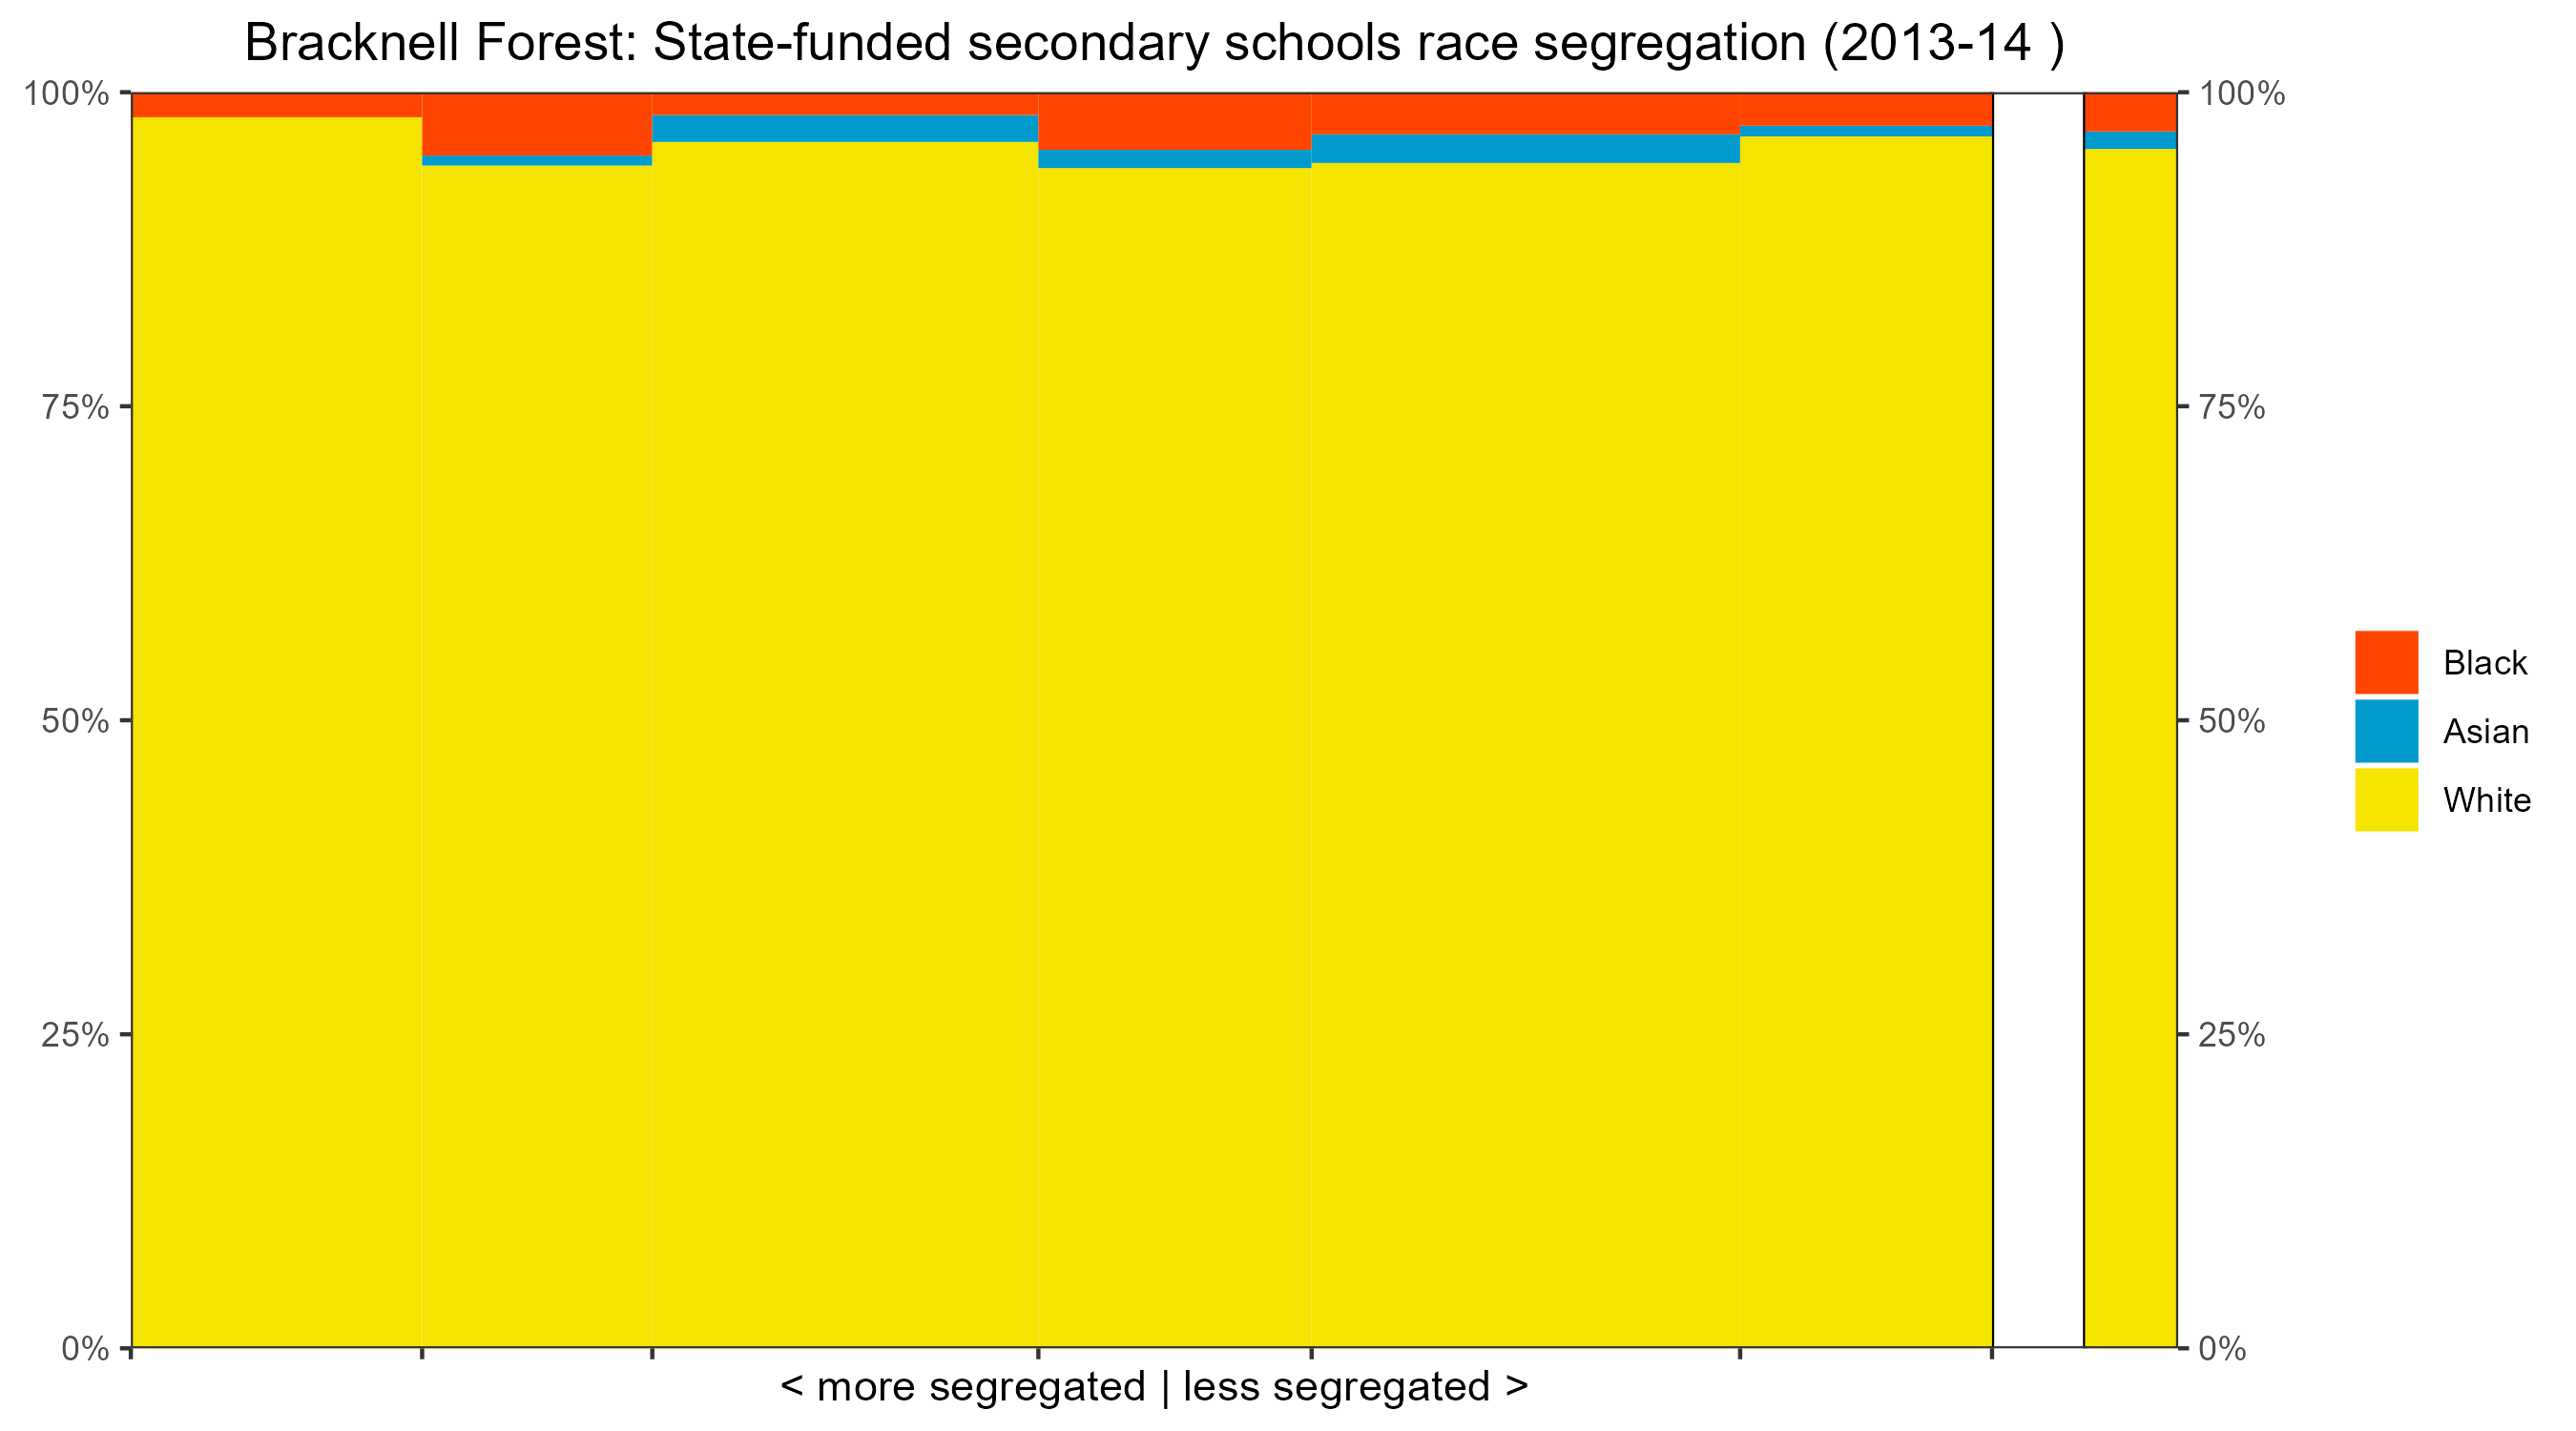 Bracknell Forest: State-funded secondary schools race segregation (2013-14 )
100%
75%
50%
25%
0%
100%
75%
50%
25%
0%
Black
Asian
White
< more segregated | less segregated >